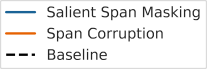 Salient Span Masking
Span Corruption
Baseline